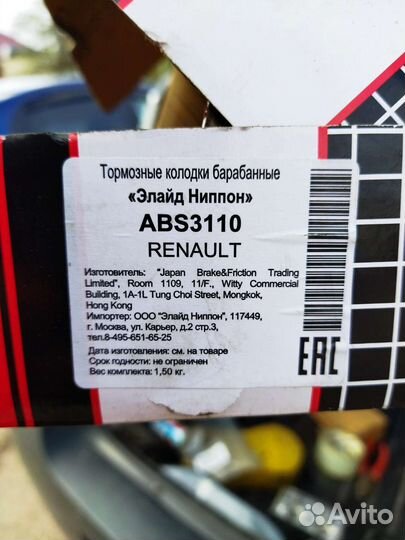 Тормозные колодки барабанные
«Элайд Ниппон»
ABS3110
RENAULT
Изготовитель: "Japan Brake&Friction Trading
Limited", Room 1109, 11/F., Witty Commercial
Building, 1A-1L Tung Choi Street, Mongkok,
Hong Kong
Импортер: ООО "Элайд Ниппон", 117449,
г. Москва, ул. Карьер, д.2 стр.3,
тел.8-495-651-65-25
Дата изготовления: см. на товаре
Срок годности: не ограничен
Вес комплекта: 1,50 кг.
EAC
Avito